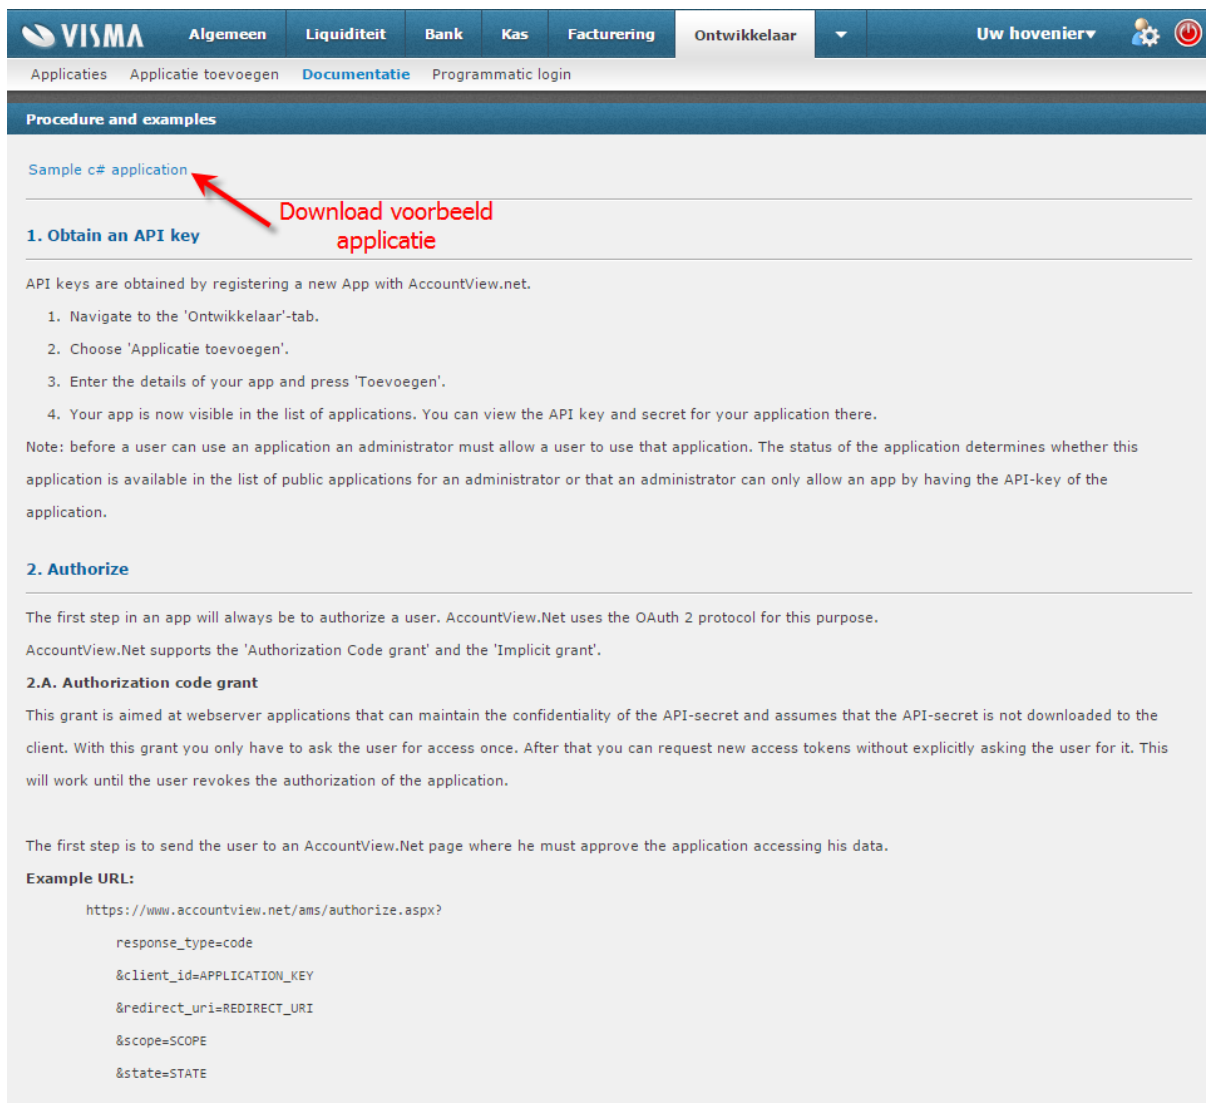 VISMA Algemeen Liquiditeit Bank Kas Facturering Ontwikkelaar Uw hovenier
Applicaties Applicatie toevoegen Documentatie Programmatic login
Procedure and examples
Sample c# application
Download voorbeeld
applicatie
1. Obtain an API key
API keys are obtained by registering a new App with AccountView.net.
1. Navigate to the 'Ontwikkelaar'-tab.
2. Choose 'Applicatie toevoegen'.
3. Enter the details of your app and press 'Toevoegen'.
4. Your app is now visible in the list of applications. You can view the API key and secret for your application there.
Note: before a user can use an application an administrator must allow a user to use that application. The status of the application determines whether this
application is available in the list of public applications for an administrator or that an administrator can only allow an app by having the API-key of the
application.
2. Authorize
The first step in an app will always be to authorize a user. AccountView.Net uses the OAuth 2 protocol for this purpose.
AccountView.Net supports the 'Authorization Code grant' and the 'Implicit grant'.
2.A. Authorization code grant
This grant is aimed at webserver applications that can maintain the confidentiality of the API-secret and assumes that the API-secret is not downloaded to the
client. With this grant you only have to ask the user for access once. After that you can request new access tokens without explicitly asking the user for it. This
will work until the user revokes the authorization of the application.
The first step is to send the user to an AccountView.Net page where he must approve the application accessing his data.
Example URL:
https://www.accountview.net/ams/authorize.aspx?
response_type=code
&client_id=APPLICATION_KEY
&redirect_uri=REDIRECT_URI
&scope=SCOPE
&state=STATE